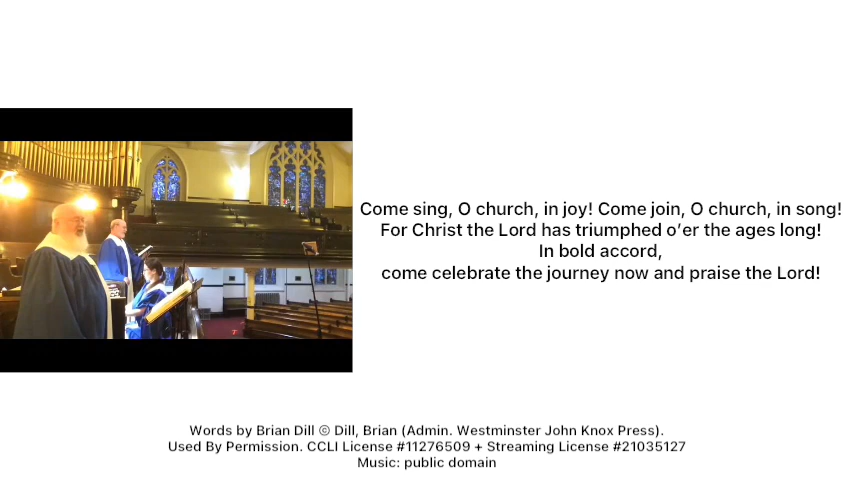 Come sing, O church, in joy! Come join, O church, in song!
For Christ the Lord has triumphed o’er the ages long!
In bold accord,
come celebrate the journey now and praise the Lord!
Words by Brian Dill © Dill, Brian (Admin. Westminster John Knox Press).
Used By Permission. CCLI License #11276509 + Streaming License #21035127
Music: public domain